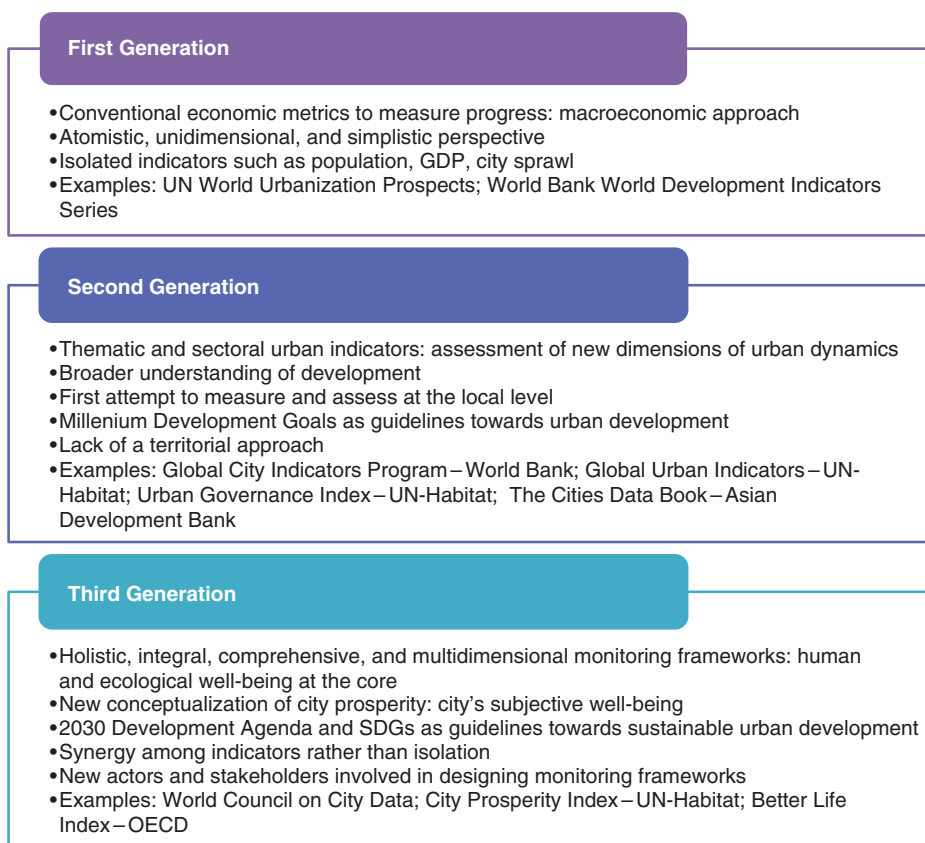 First Generation
•Conventional economic metrics to measure progress: macroeconomic approach
•Atomistic, unidimensional, and simplistic perspective
•Isolated indicators such as population, GDP, city sprawl
•Examples: UN World Urbanization Prospects; World Bank World Development Indicators
Series
Second Generation
•Thematic and sectoral urban indicators: assessment of new dimensions of urban dynamics
•Broader understanding of development
•First attempt to measure and assess at the local level
•Millenium Development Goals as guidelines towards urban development
•Lack of a territorial approach
•Examples: Global City Indicators Program – World Bank; Global Urban Indicators – UN-
Habitat; Urban Governance Index – UN-Habitat; The Cities Data Book – Asian
Development Bank
Third Generation
•Holistic, integral, comprehensive, and multidimensional monitoring frameworks: human
and ecological well-being at the core
•New conceptualization of city prosperity: city's subjective well-being
•2030 Development Agenda and SDGs as guidelines towards sustainable urban development
•Synergy among indicators rather than isolation
•New actors and stakeholders involved in designing monitoring frameworks
•Examples: World Council on City Data; City Prosperity Index – UN-Habitat; Better Life
Index – OECD